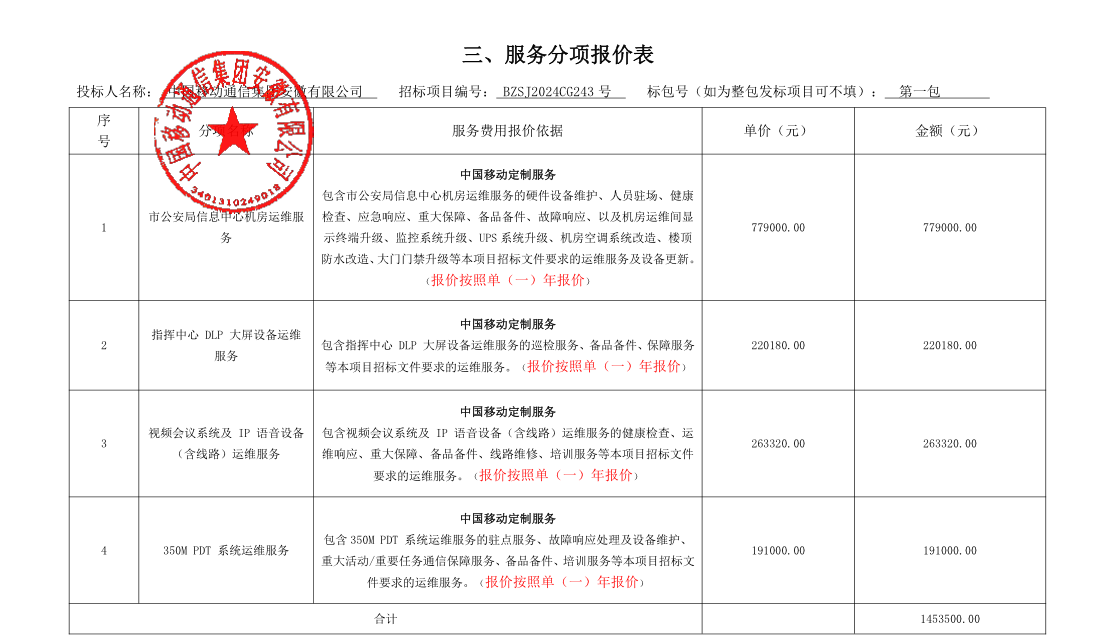 三、服务分项报价表
投标人名称： 中国移动通信集团安徽有限公司 招标项目编号： BZSJ2024CG243 号 标包号（如为整包发标项目可不填）： 第一包
序号 分项名称 服务费用报价依据 单价（元） 金额（元）
中国移动通信集团安徽有限公司
3401310249018
1
市公安局信息中心机房运维服
务
中国移动定制服务
包含市公安局信息中心机房运维服务的硬件设备维护、人员驻场、健康
检查、应急响应、重大保障、备品备件、故障响应、以及机房运维间显
示终端升级、监控系统升级、UPS 系统升级、机房空调系统改造、楼顶
防水改造、大门门禁升级等本项目招标文件要求的运维服务及设备更新。
（报价按照单（一）年报价）
779000.00
779000.00
2
指挥中心 DLP 大屏设备运维
服务
中国移动定制服务
包含指挥中心 DLP 大屏设备运维服务的巡检服务、备品备件、保障服务
等本项目招标文件要求的运维服务。（报价按照单（一）年报价）
220180.00
220180.00
3
视频会议系统及 IP 语音设备
（含线路）运维服务
中国移动定制服务
包含视频会议系统及 IP 语音设备（含线路）运维服务的健康检查、运
维响应、重大保障、备品备件、线路维修、培训服务等本项目招标文件
要求的运维服务。（报价按照单（一）年报价）
263320.00
263320.00
4
350M PDT 系统运维服务
中国移动定制服务
包含 350M PDT 系统运维服务的驻点服务、故障响应处理及设备维护、
重大活动/重要任务通信保障服务、备品备件、培训服务等本项目招标文
件要求的运维服务。（报价按照单（一）年报价）
191000.00
191000.00
合计
1453500.00